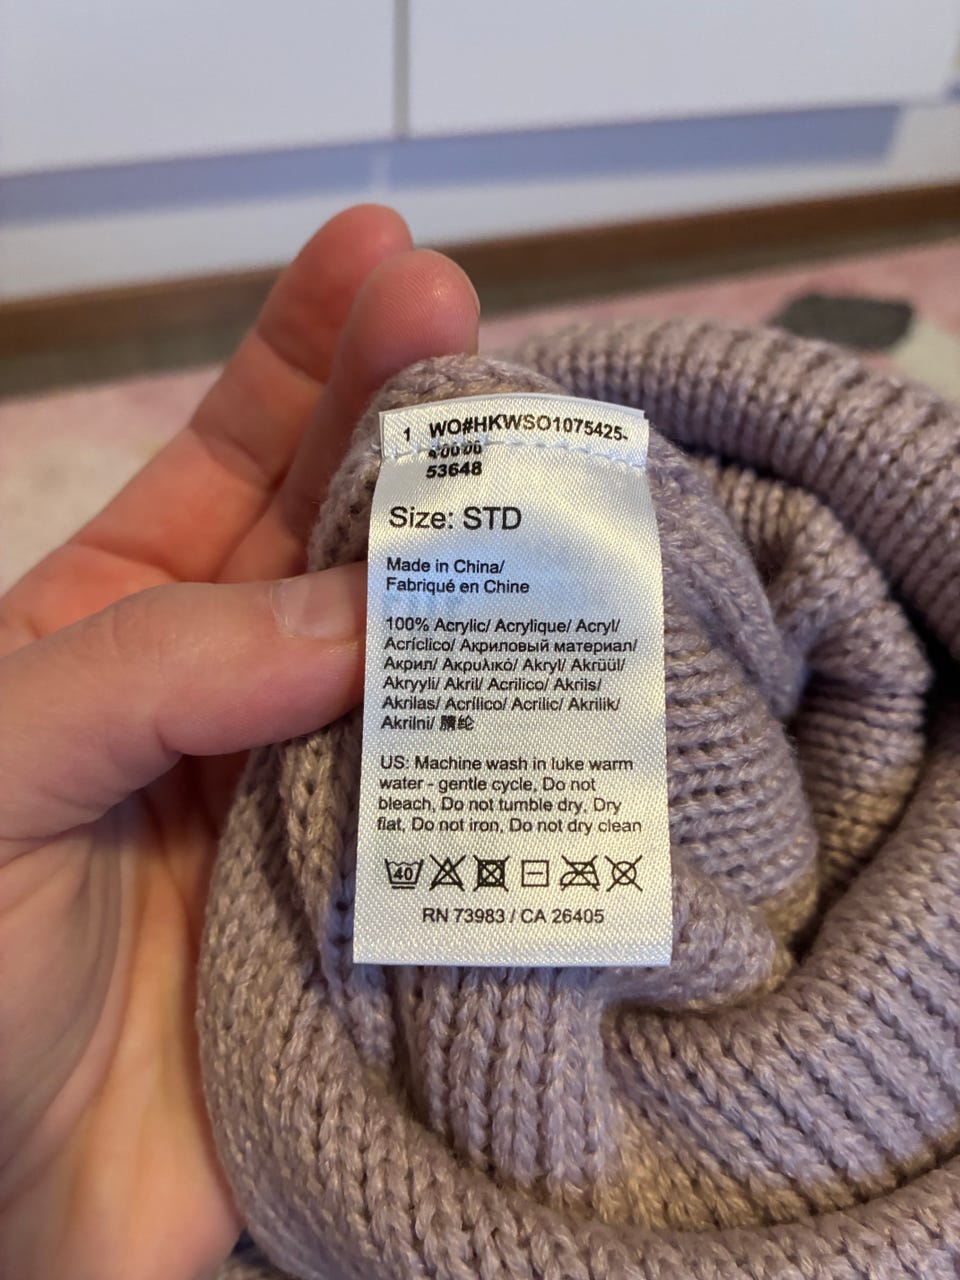 1 WO#HKWSO1075425-
53648
Size: STD
Made in China/
Fabriqué en Chine
100% Acrylic/ Acrylique/ Acryl/
Acríclico/ Акриловый материал/
Акрил/ Ακρυλικό/ Akryl/ Akrüül/
Akryyli/ Akril/ Acrilico/ Akrils/
Akrilas/ Acrílico/ Acrilic/ Akrilik/
Akrilni/ 腈纶
US: Machine wash in luke warm
water - gentle cycle, Do not
bleach, Do not tumble dry, Dry
flat, Do not iron, Do not dry clean
40
RN 73983 / CA 26405